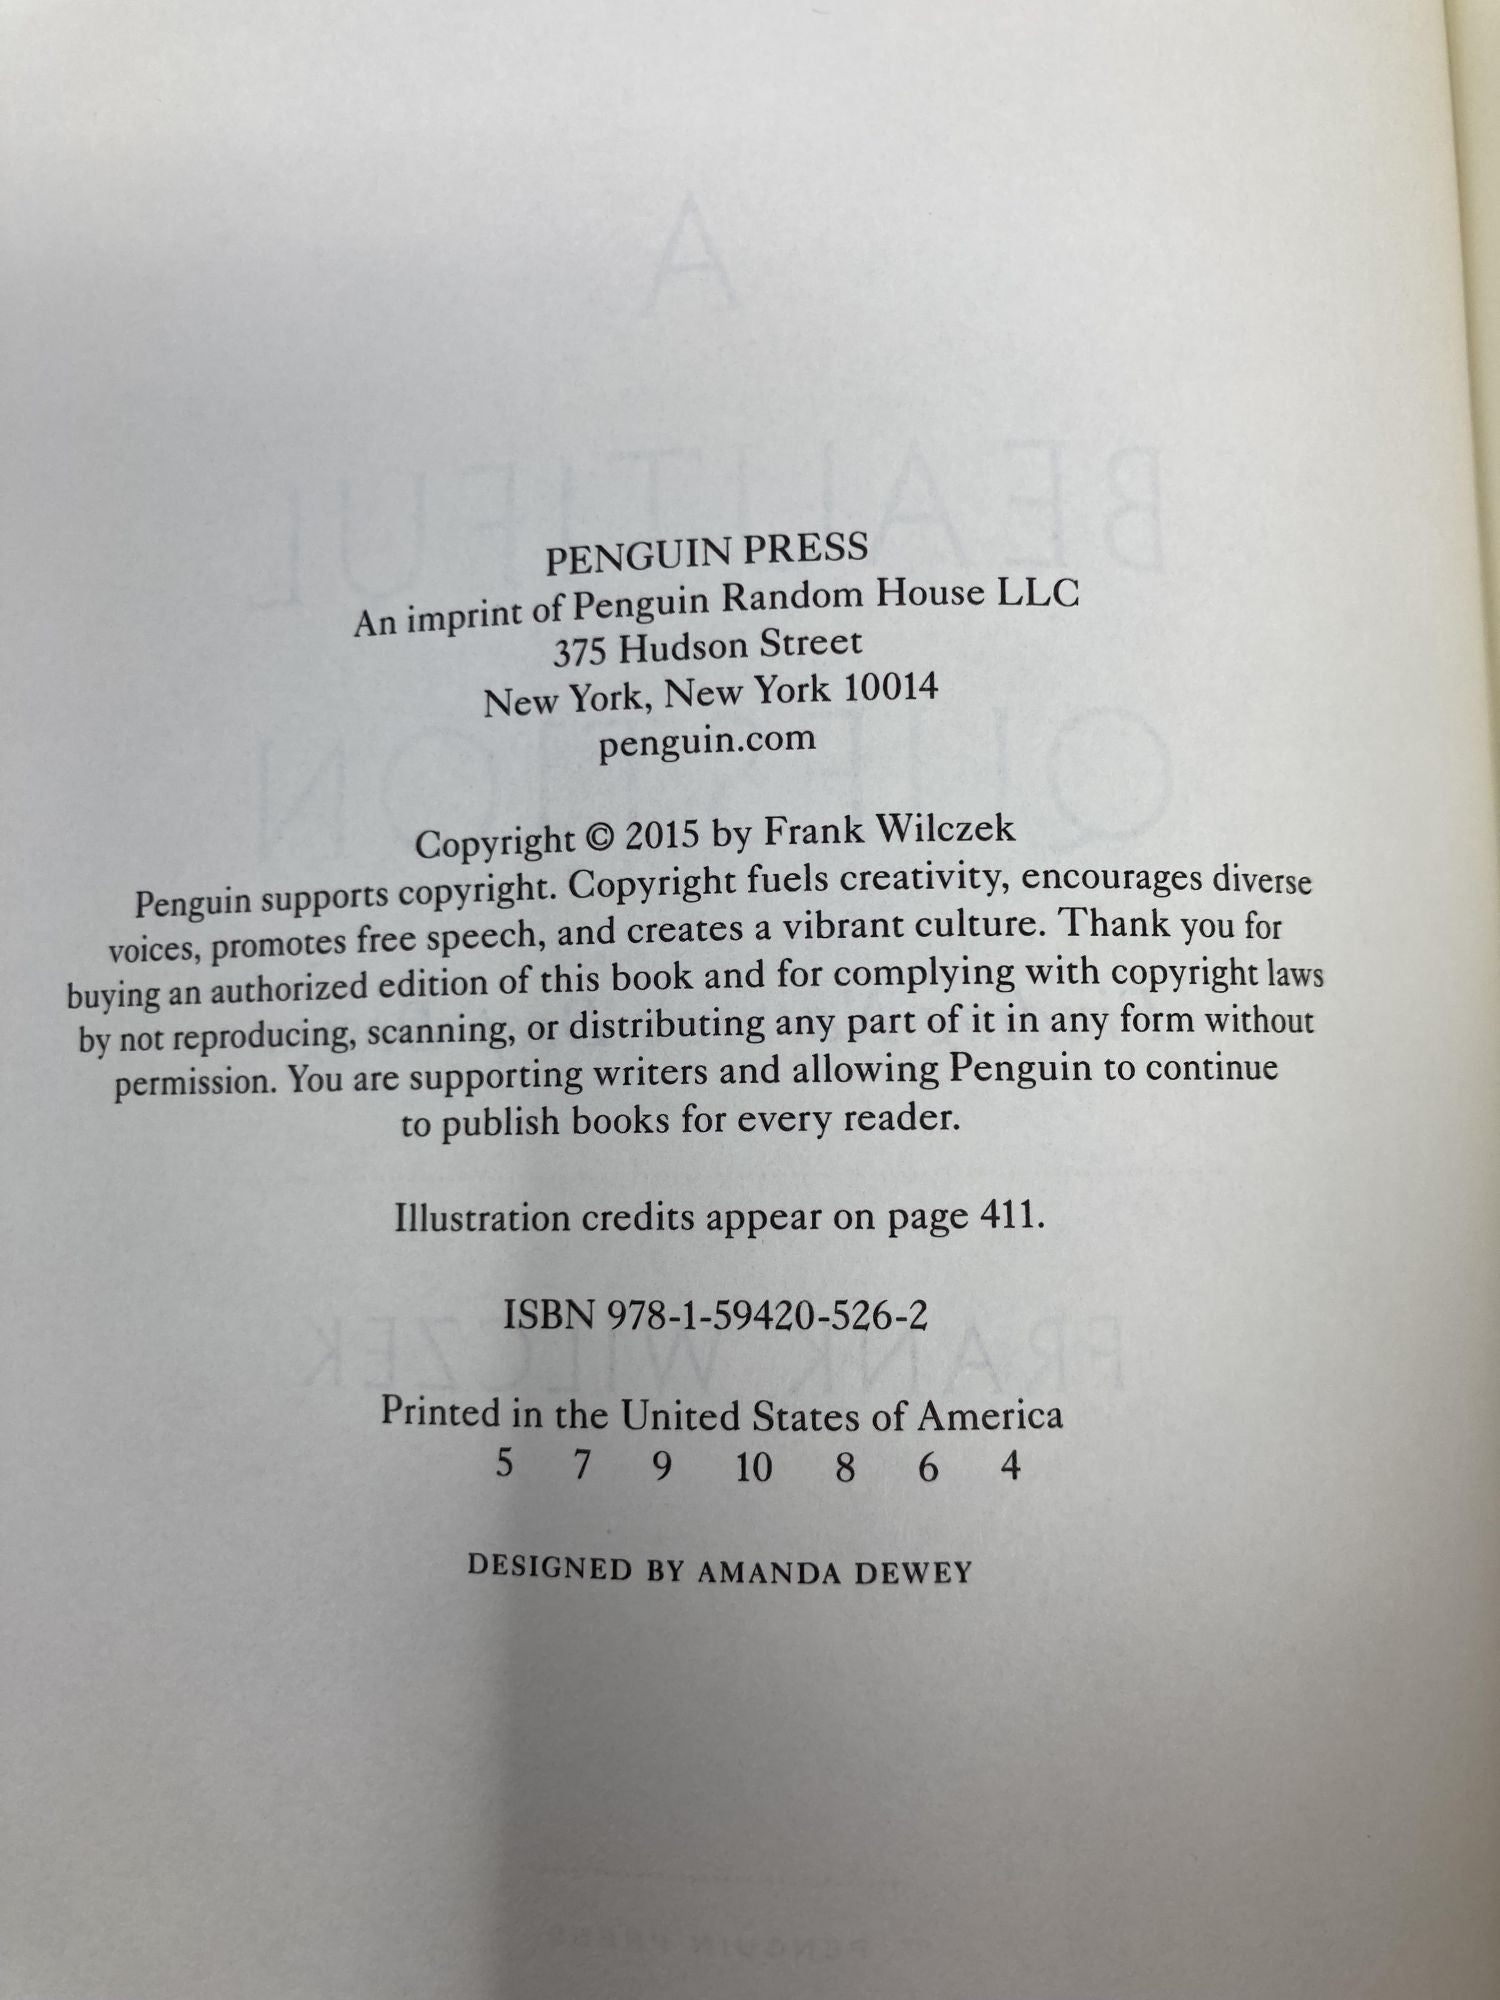 PENGUIN PRESS
An imprint of Penguin Random House LLC
375 Hudson Street
New York, New York 10014
penguin.com
Copyright © 2015 by Frank Wilczek
Penguin supports copyright. Copyright fuels creativity, encourages diverse
voices, promotes free speech, and creates a vibrant culture. Thank you for
buying an authorized edition of this book and for complying with copyright laws
by not reproducing, scanning, or distributing any part of it in any form without
permission. You are supporting writers and allowing Penguin to continue
to publish books for every reader.
Illustration credits appear on page 411.
ISBN 978-1-59420-526-2
Printed in the United States of America
5 7 9 10 8 6 4
DESIGNED BY AMANDA DEWEY